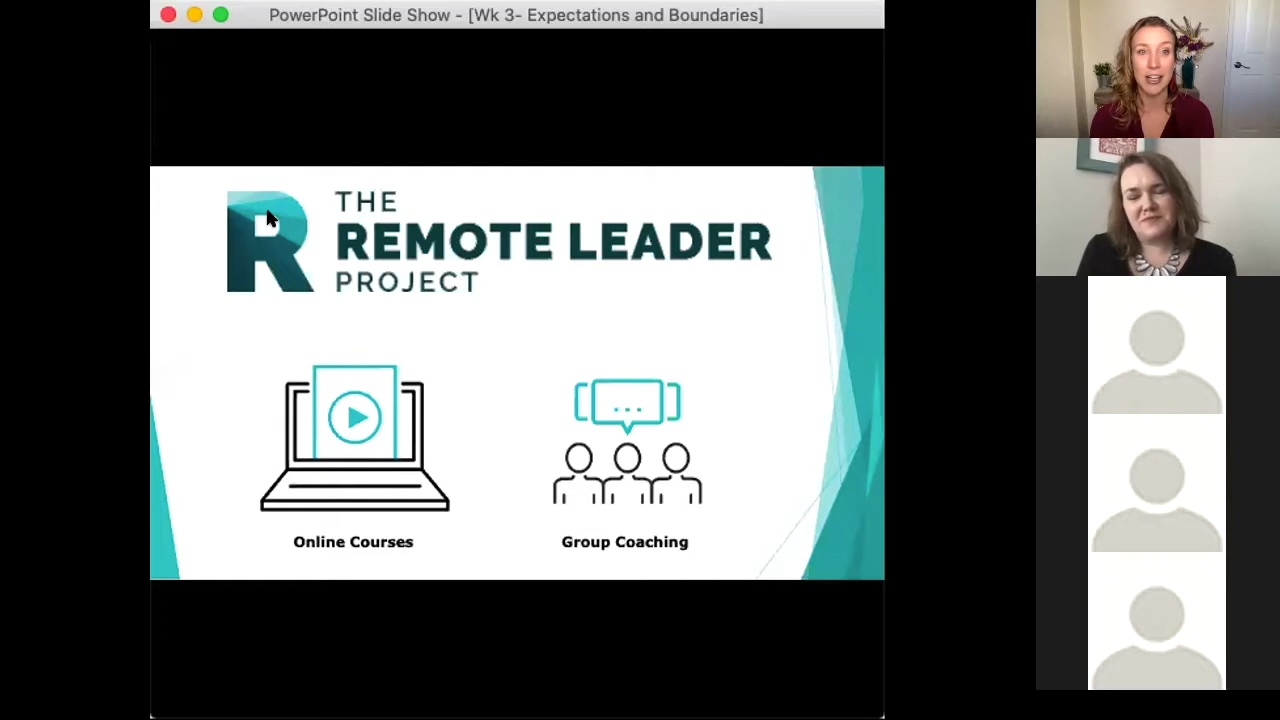 PowerPoint Slide Show - [Wk 3- Expectations and Boundaries]
THE
REMOTE LEADER
PROJECT
Online Courses
Group Coaching